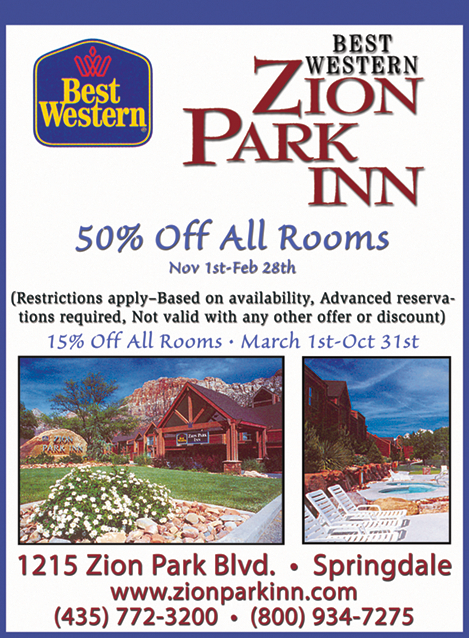 Best
Western
BEST
WESTERN
ZION
PARK
INN
50% Off All Rooms
Nov 1st-Feb 28th
(Restrictions apply–Based on availability, Advanced reserva-
tions required, Not valid with any other offer or discount)
15% Off All Rooms • March 1st-Oct 31st
ZION
PARK INN
ZION PARK
INN
1215 Zion Park Blvd. • Springdale
www.zionparkinn.com
(435) 772-3200 • (800) 934-7275